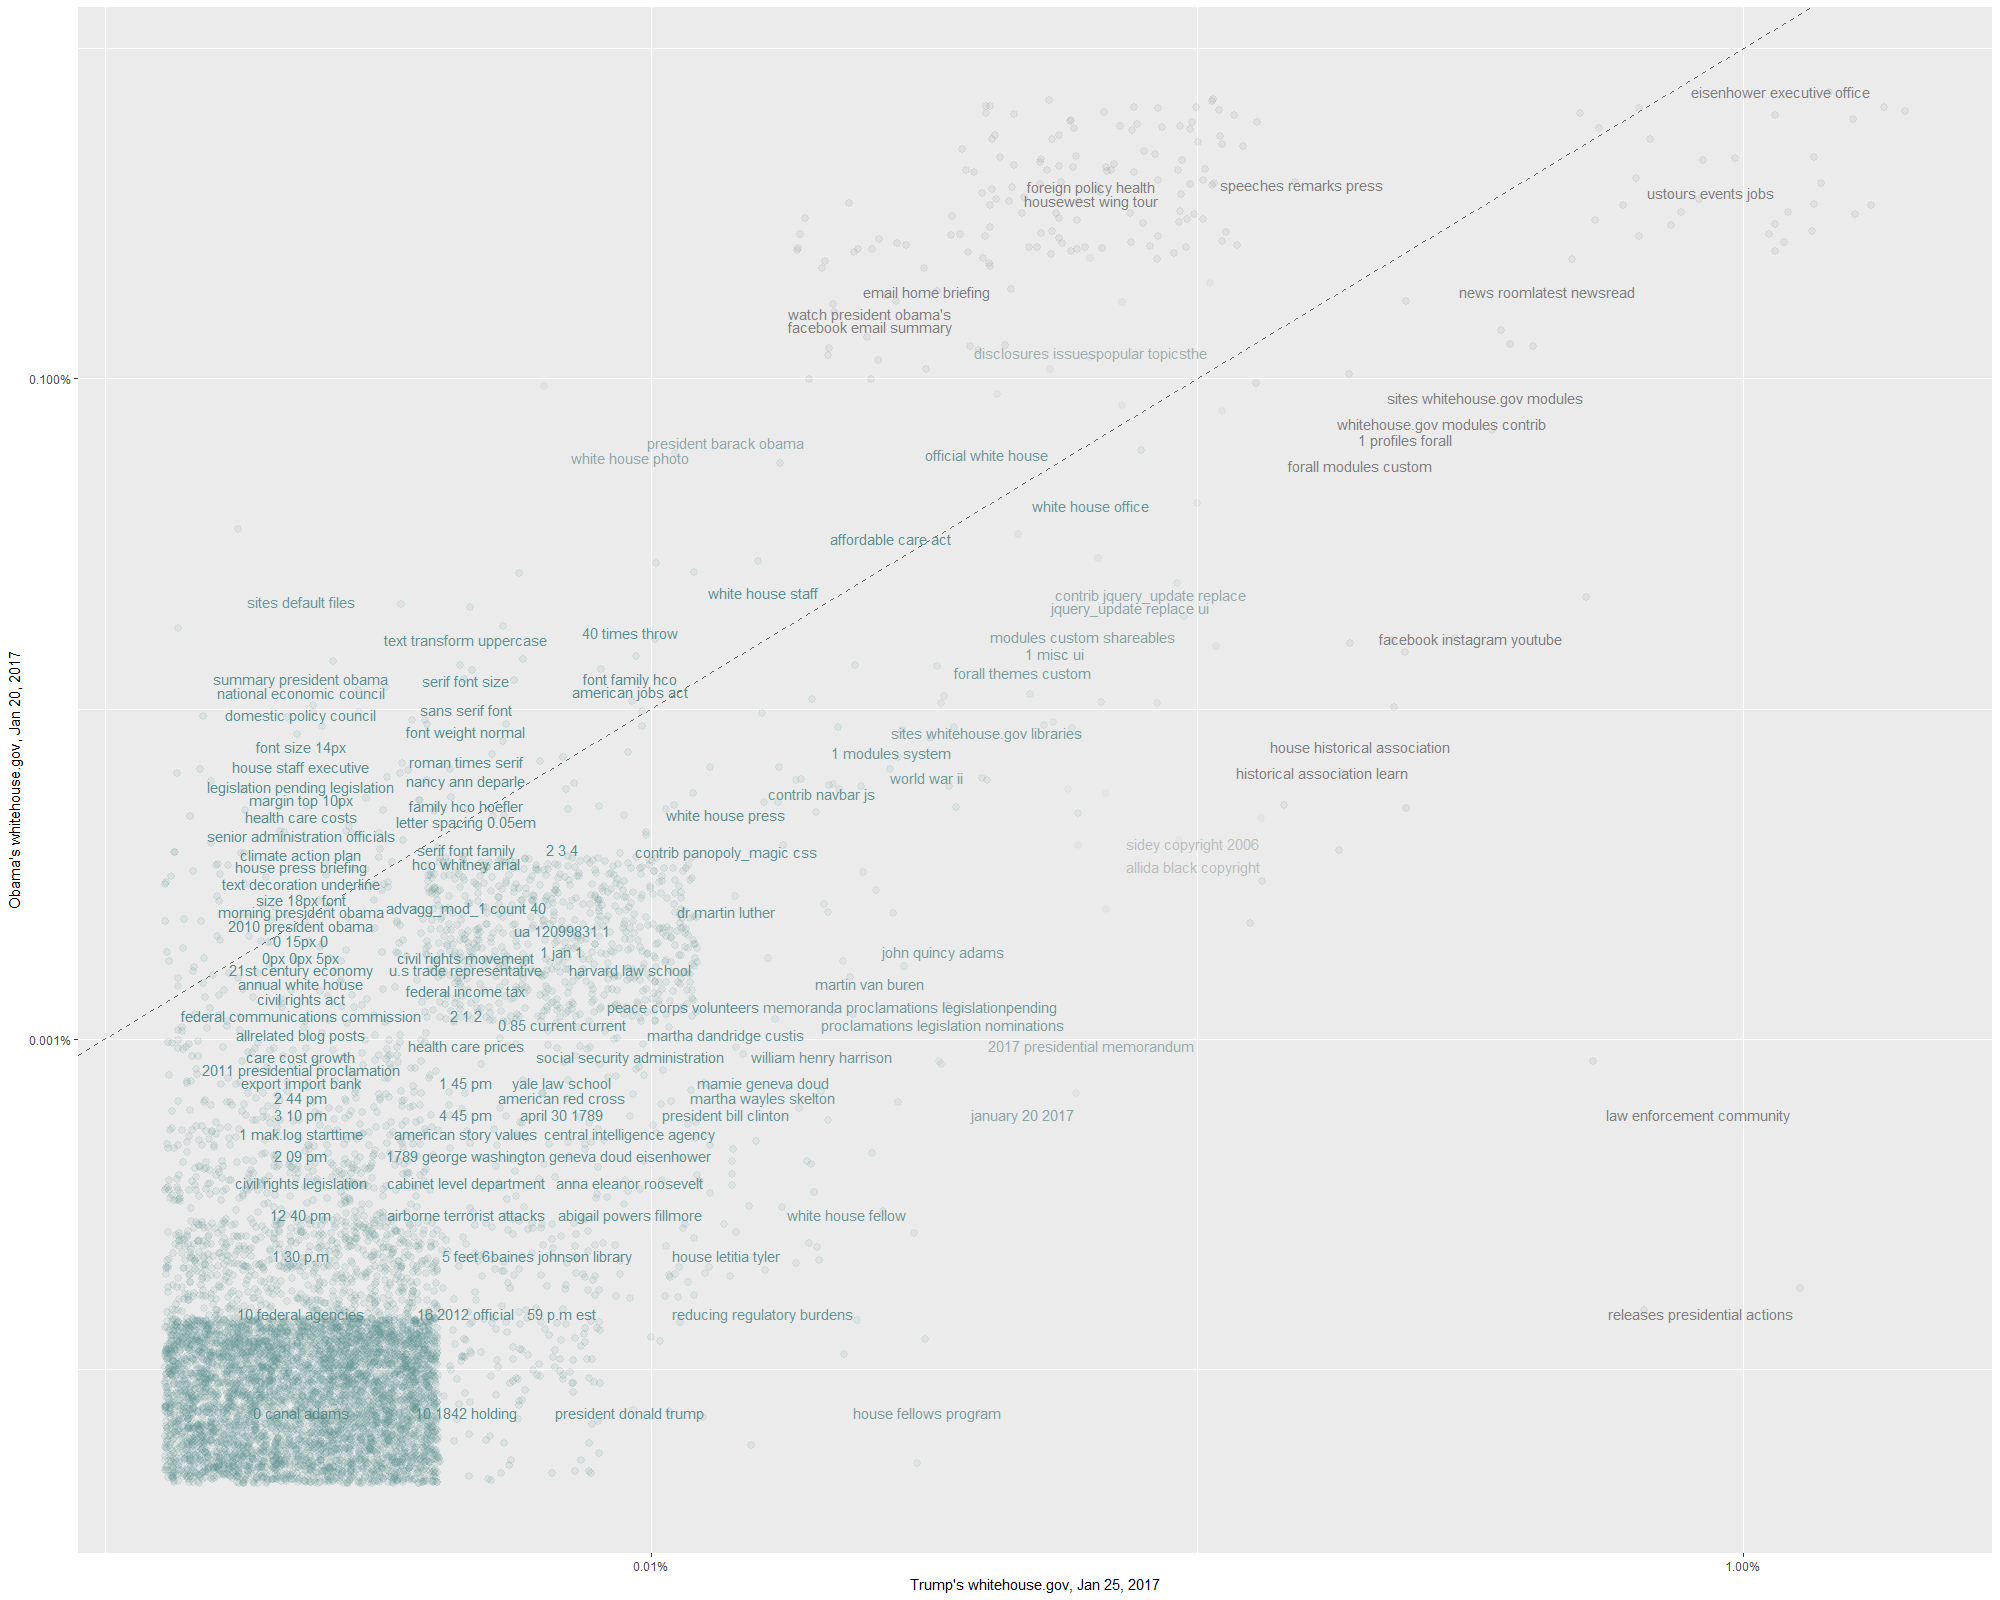 eisenhower executive office
foreign policy health
speeches remarks press
ustours events jobs
housewest wing tour
email home briefing
news roomlatest newsread
watch president obama's
facebook email summary
disclosures issuespopular topicsthe
0.100%
sites whitehouse.gov modules
whitehouse.gov modules contrib
1 profiles forall
president barack obama
white house photo
official white house
forall modules custom
white house office
affordable care act
white house staff
contrib jquery_update replace
sites default files
jquery_update replace ui
40 times throw
text transform uppercase
modules custom shareables
facebook instagram youtube
1 misc ui
forall themes custom
summary president obama
serif font size
font family hco
national economic council
american jobs act
domestic policy council
sans serif font
font weight normal
sites whitehouse.gov libraries
font size 14px
1 modules system
house historical association
house staff executive
roman times serif
historical association learn
legislation pending legislation
nancy ann deparle
world war ii
margin top 10px
contrib navbar js
family hco hoefler
health care costs
white house press
letter spacing 0.05em
senior administration officials
sidey copyright 2006
climate action plan
serif font family
2 3 4
contrib panopoly_magic css
house press briefing
hco whitney arial
allida black copyright
text decoration underline
size 18px font
morning president obama
advagg_mod_1 count 40
dr martin luther
2010 president obama
ua 12099831 1
0 15px 0
1 jan 1
john quincy adams
0px 0px 5px
civil rights movement
21st century economy
u.s trade representative
harvard law school
annual white house
martin van buren
civil rights act
federal income tax
peace corps volunteers
memoranda proclamations legislationpending
federal communications commission
2 1 2
0.85 current current
proclamations legislation nominations
allrelated blog posts
martha dandridge custis
0.001%
health care prices
2017 presidential memorandum
care cost growth
social security administration
william henry harrison
2011 presidential proclamation
export import bank
1 45 pm
yale law school
mamie geneva doud
2 44 pm
american red cross
martha wayles skelton
3 10 pm
4 45 pm
april 30 1789
president bill clinton
january 20 2017
law enforcement community
1 mak.log starttime
american story values
central intelligence agency
2 09 pm
1789 george washington
geneva doud eisenhower
civil rights legislation
cabinet level department
anna eleanor roosevelt
12 40 pm
airborne terrorist attacks
abigail powers fillmore
white house fellow
1 30 p.m
5 feet 6
baines johnson library
house letitia tyler
10 federal agencies
16 2012 official
59 p.m est
reducing regulatory burdens
releases presidential actions
0 canal adams
10 1842 holding
president donald trump
house fellows program
0.01%
1.00%
Trump's whitehouse.gov, Jan 25, 2017
Obama's whitehouse.gov, Jan 20, 2017